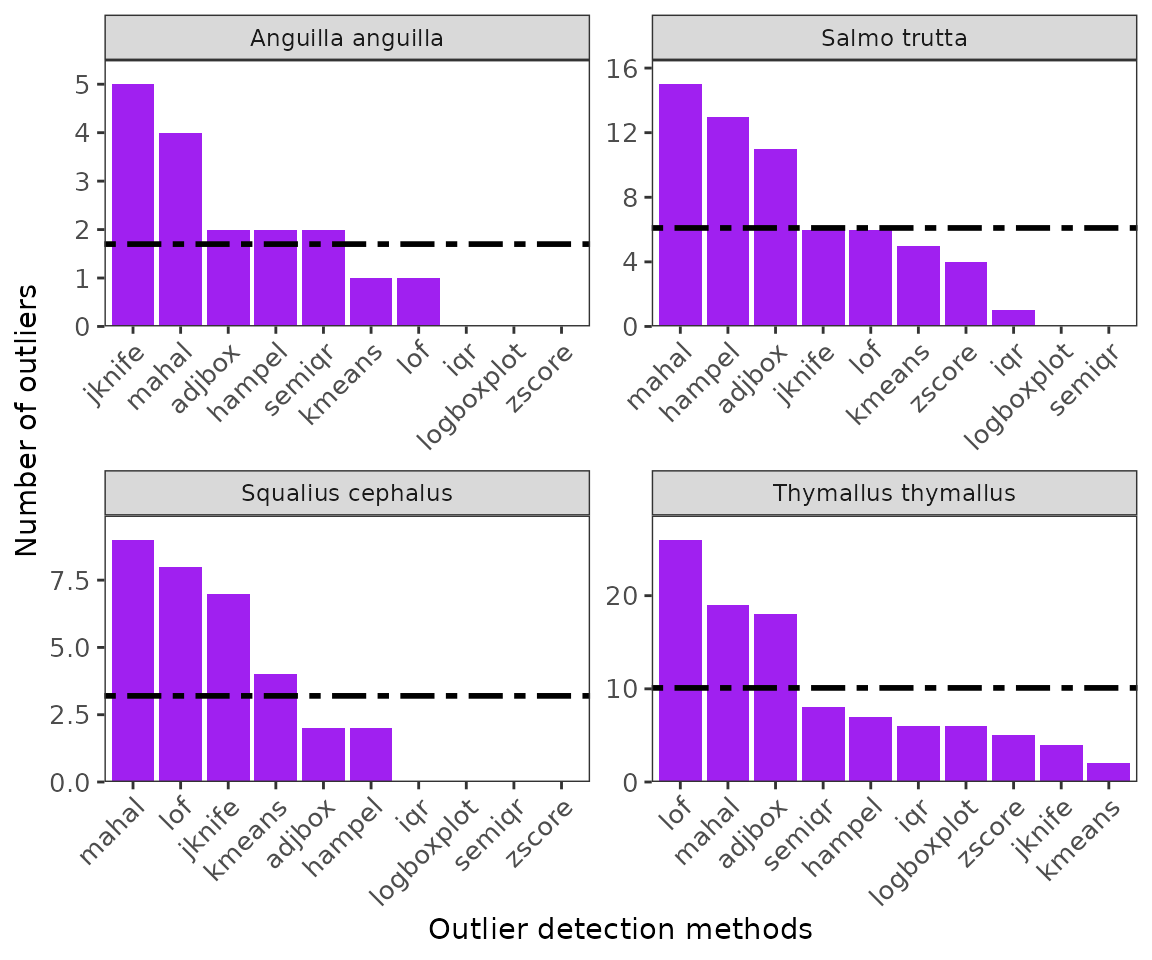 Anguilla anguilla
5
4
3
2
1
0
jknife mahal adjbox hampel semiqr kmeans lof iqr logboxplot zscore
Salmo trutta
16
12
8
4
0
mahal hampel adjbox jknife lof kmeans zscore iqr logboxplot semiqr
Squalius cephalus
7.5
5.0
2.5
0.0
mahal lof jknife kmeans adjbox hampel iqr logboxplot semiqr zscore
Thymallus thymallus
20
10
0
lof mahal adjbox semiqr hampel iqr logboxplot zscore jknife kmeans
Number of outliers
Outlier detection methods